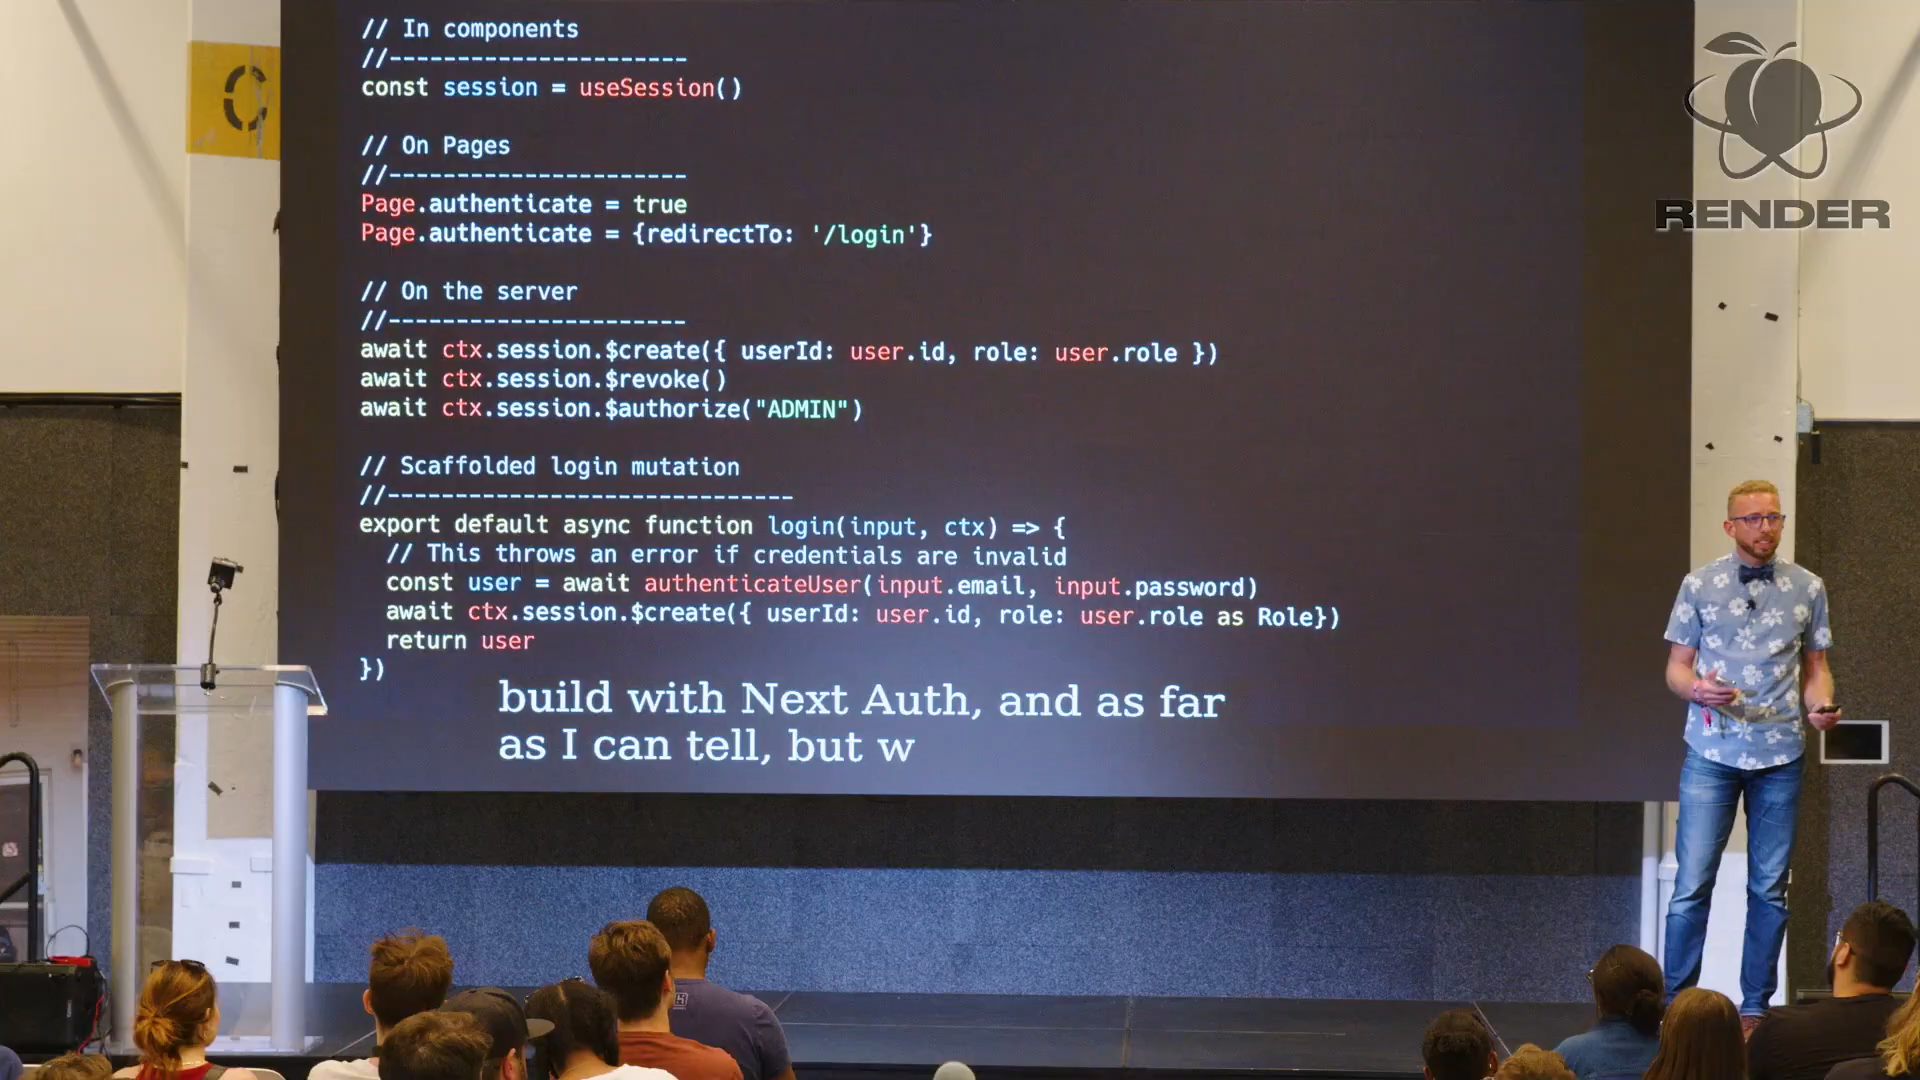 // In components
//----------------------
const session = useSession()
// On Pages
//----------------------
Page.authenticate = true
Page.authenticate = {redirectTo: '/login'}
// On the server
//----------------------
await ctx.session.$create({ userId: user.id, role: user.role })
await ctx.session.$revoke()
await ctx.session.$authorize("ADMIN")
// Scaffolded login mutation
//------------------------------
export default async function login(input, ctx) => {
// This throws an error if credentials are invalid
const user = await authenticateUser(input.email, input.password)
await ctx.session.$create({ userId: user.id, role: user.role as Role})
return user
})
build with Next Auth, and as far
as I can tell, but w
RENDER